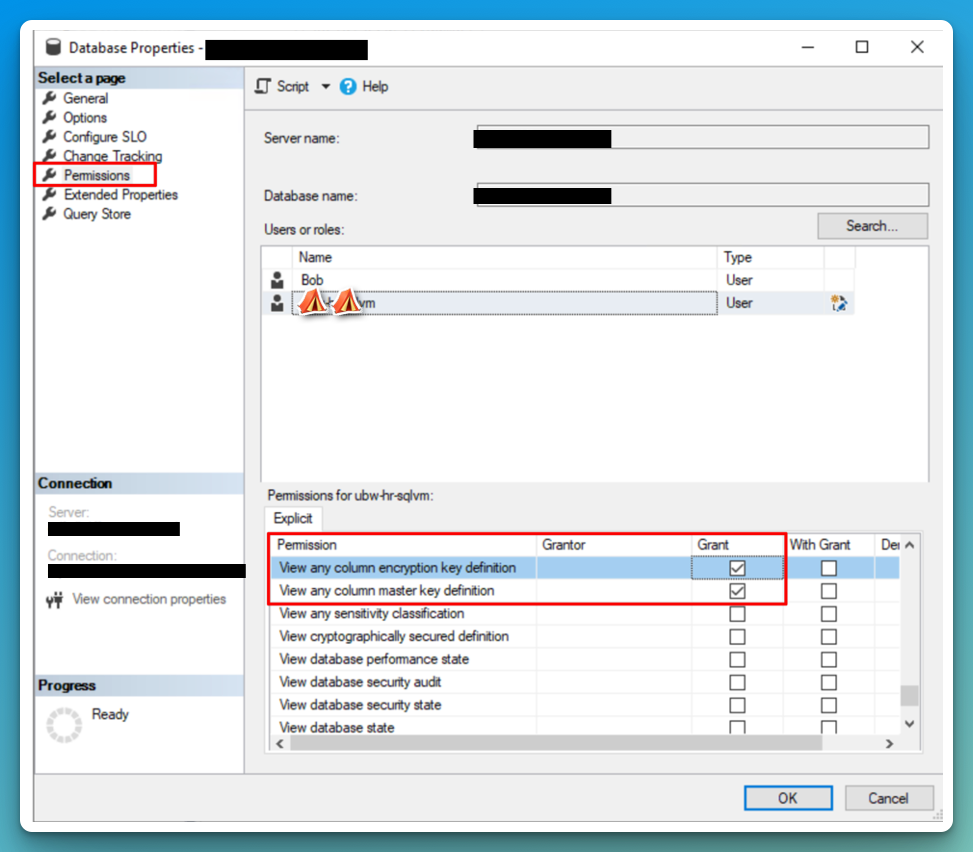 Database Properties -
Select a page
General
Options
Configure SLO
Change Tracking
Permissions
Extended Properties
Query Store
Script
Help
Server name:
Database name:
Users or roles:
Search...
Name Type
Bob User
vm User
Permissions for ubw-hr-sqlvm:
Explicit
Permission Grantor Grant With Grant
View any column encryption key definition
View any column master key definition
View any sensitivity classification
View cryptographically secured definition
View database performance state
View database security audit
View database security state
View database state
Connection
Server:
Connection:
View connection properties
Progress
Ready
OK
Cancel